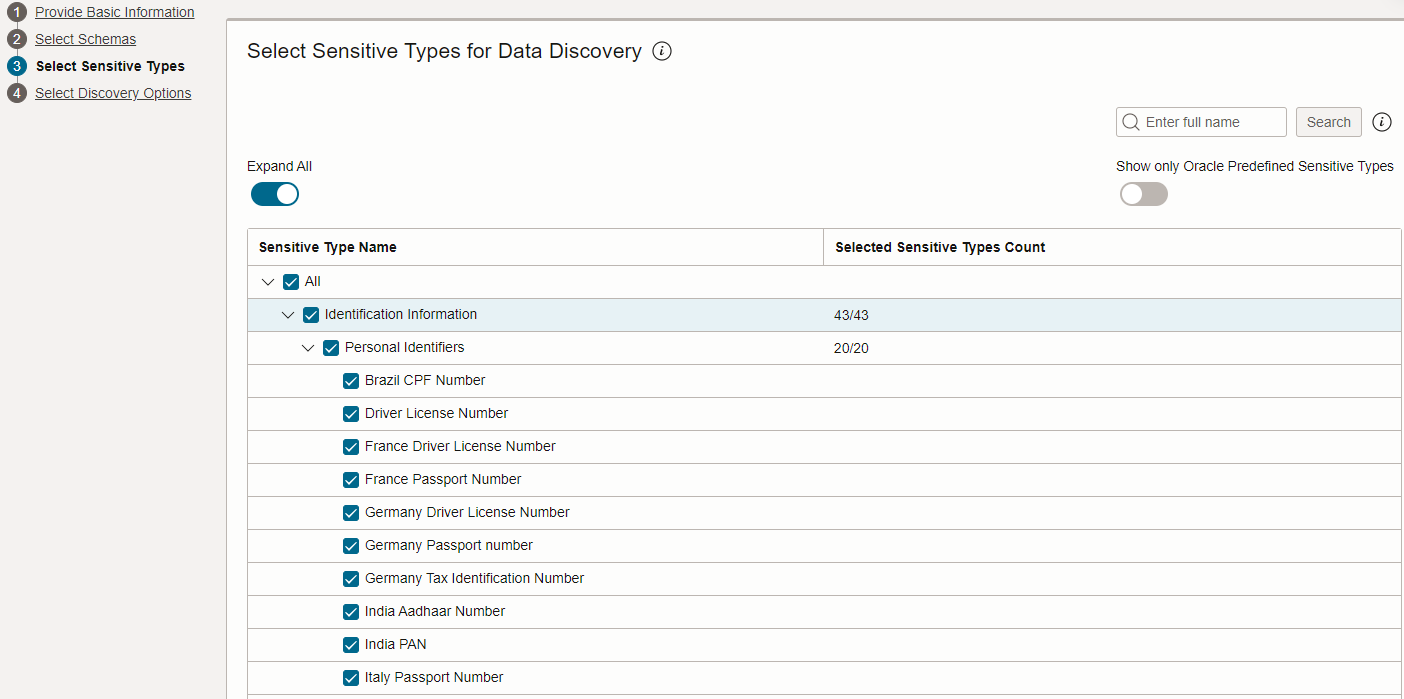 1 Provide Basic Information
2 Select Schemas
3 Select Sensitive Types
4 Select Discovery Options
Select Sensitive Types for Data Discovery i
Enter full name Search i
Expand All Show only Oracle Predefined Sensitive Types
Sensitive Type Name Selected Sensitive Types Count
All
Identification Information 43/43
Personal Identifiers 20/20
Brazil CPF Number
Driver License Number
France Driver License Number
France Passport Number
Germany Driver License Number
Germany Passport number
Germany Tax Identification Number
India Aadhaar Number
India PAN
Italy Passport Number